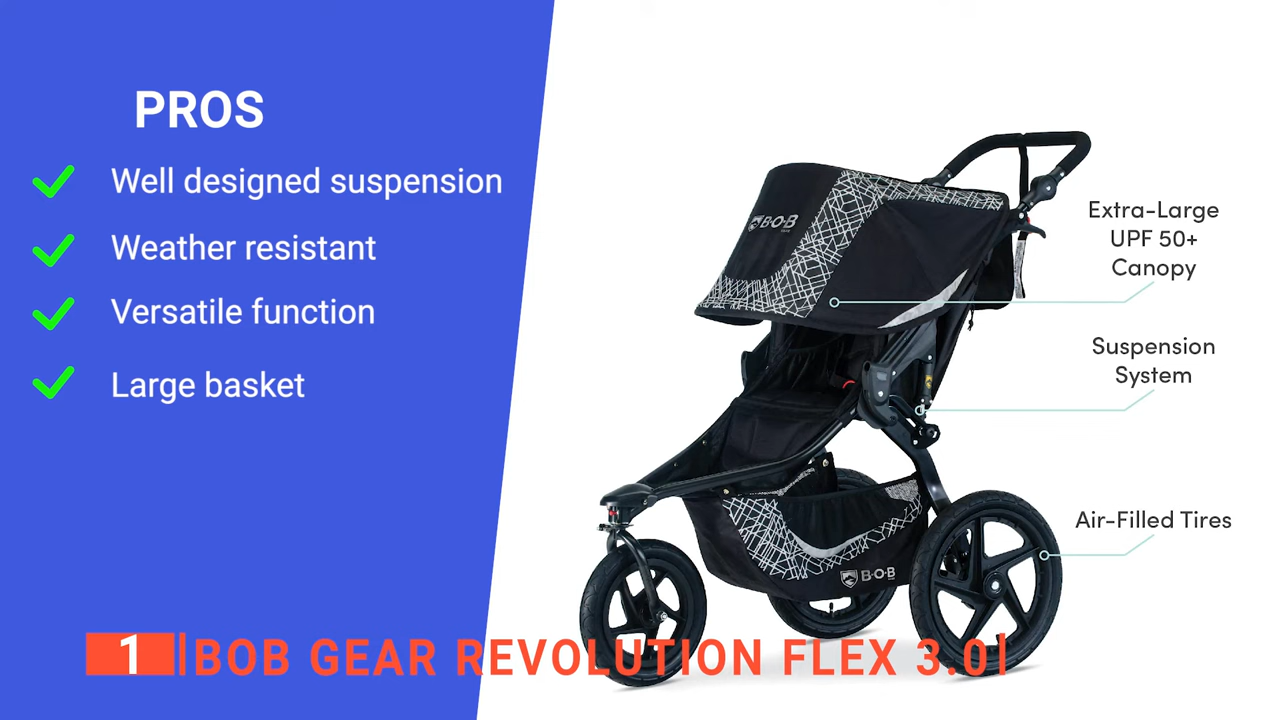 PROS
Well designed suspension
Weather resistant
Versatile function
Large basket
B·O·B
GEAR
Extra-Large
UPF 50+
Canopy
Suspension
System
Air-Filled Tires
B·O·B
1 BOB GEAR REVOLUTION FLEX 3.0